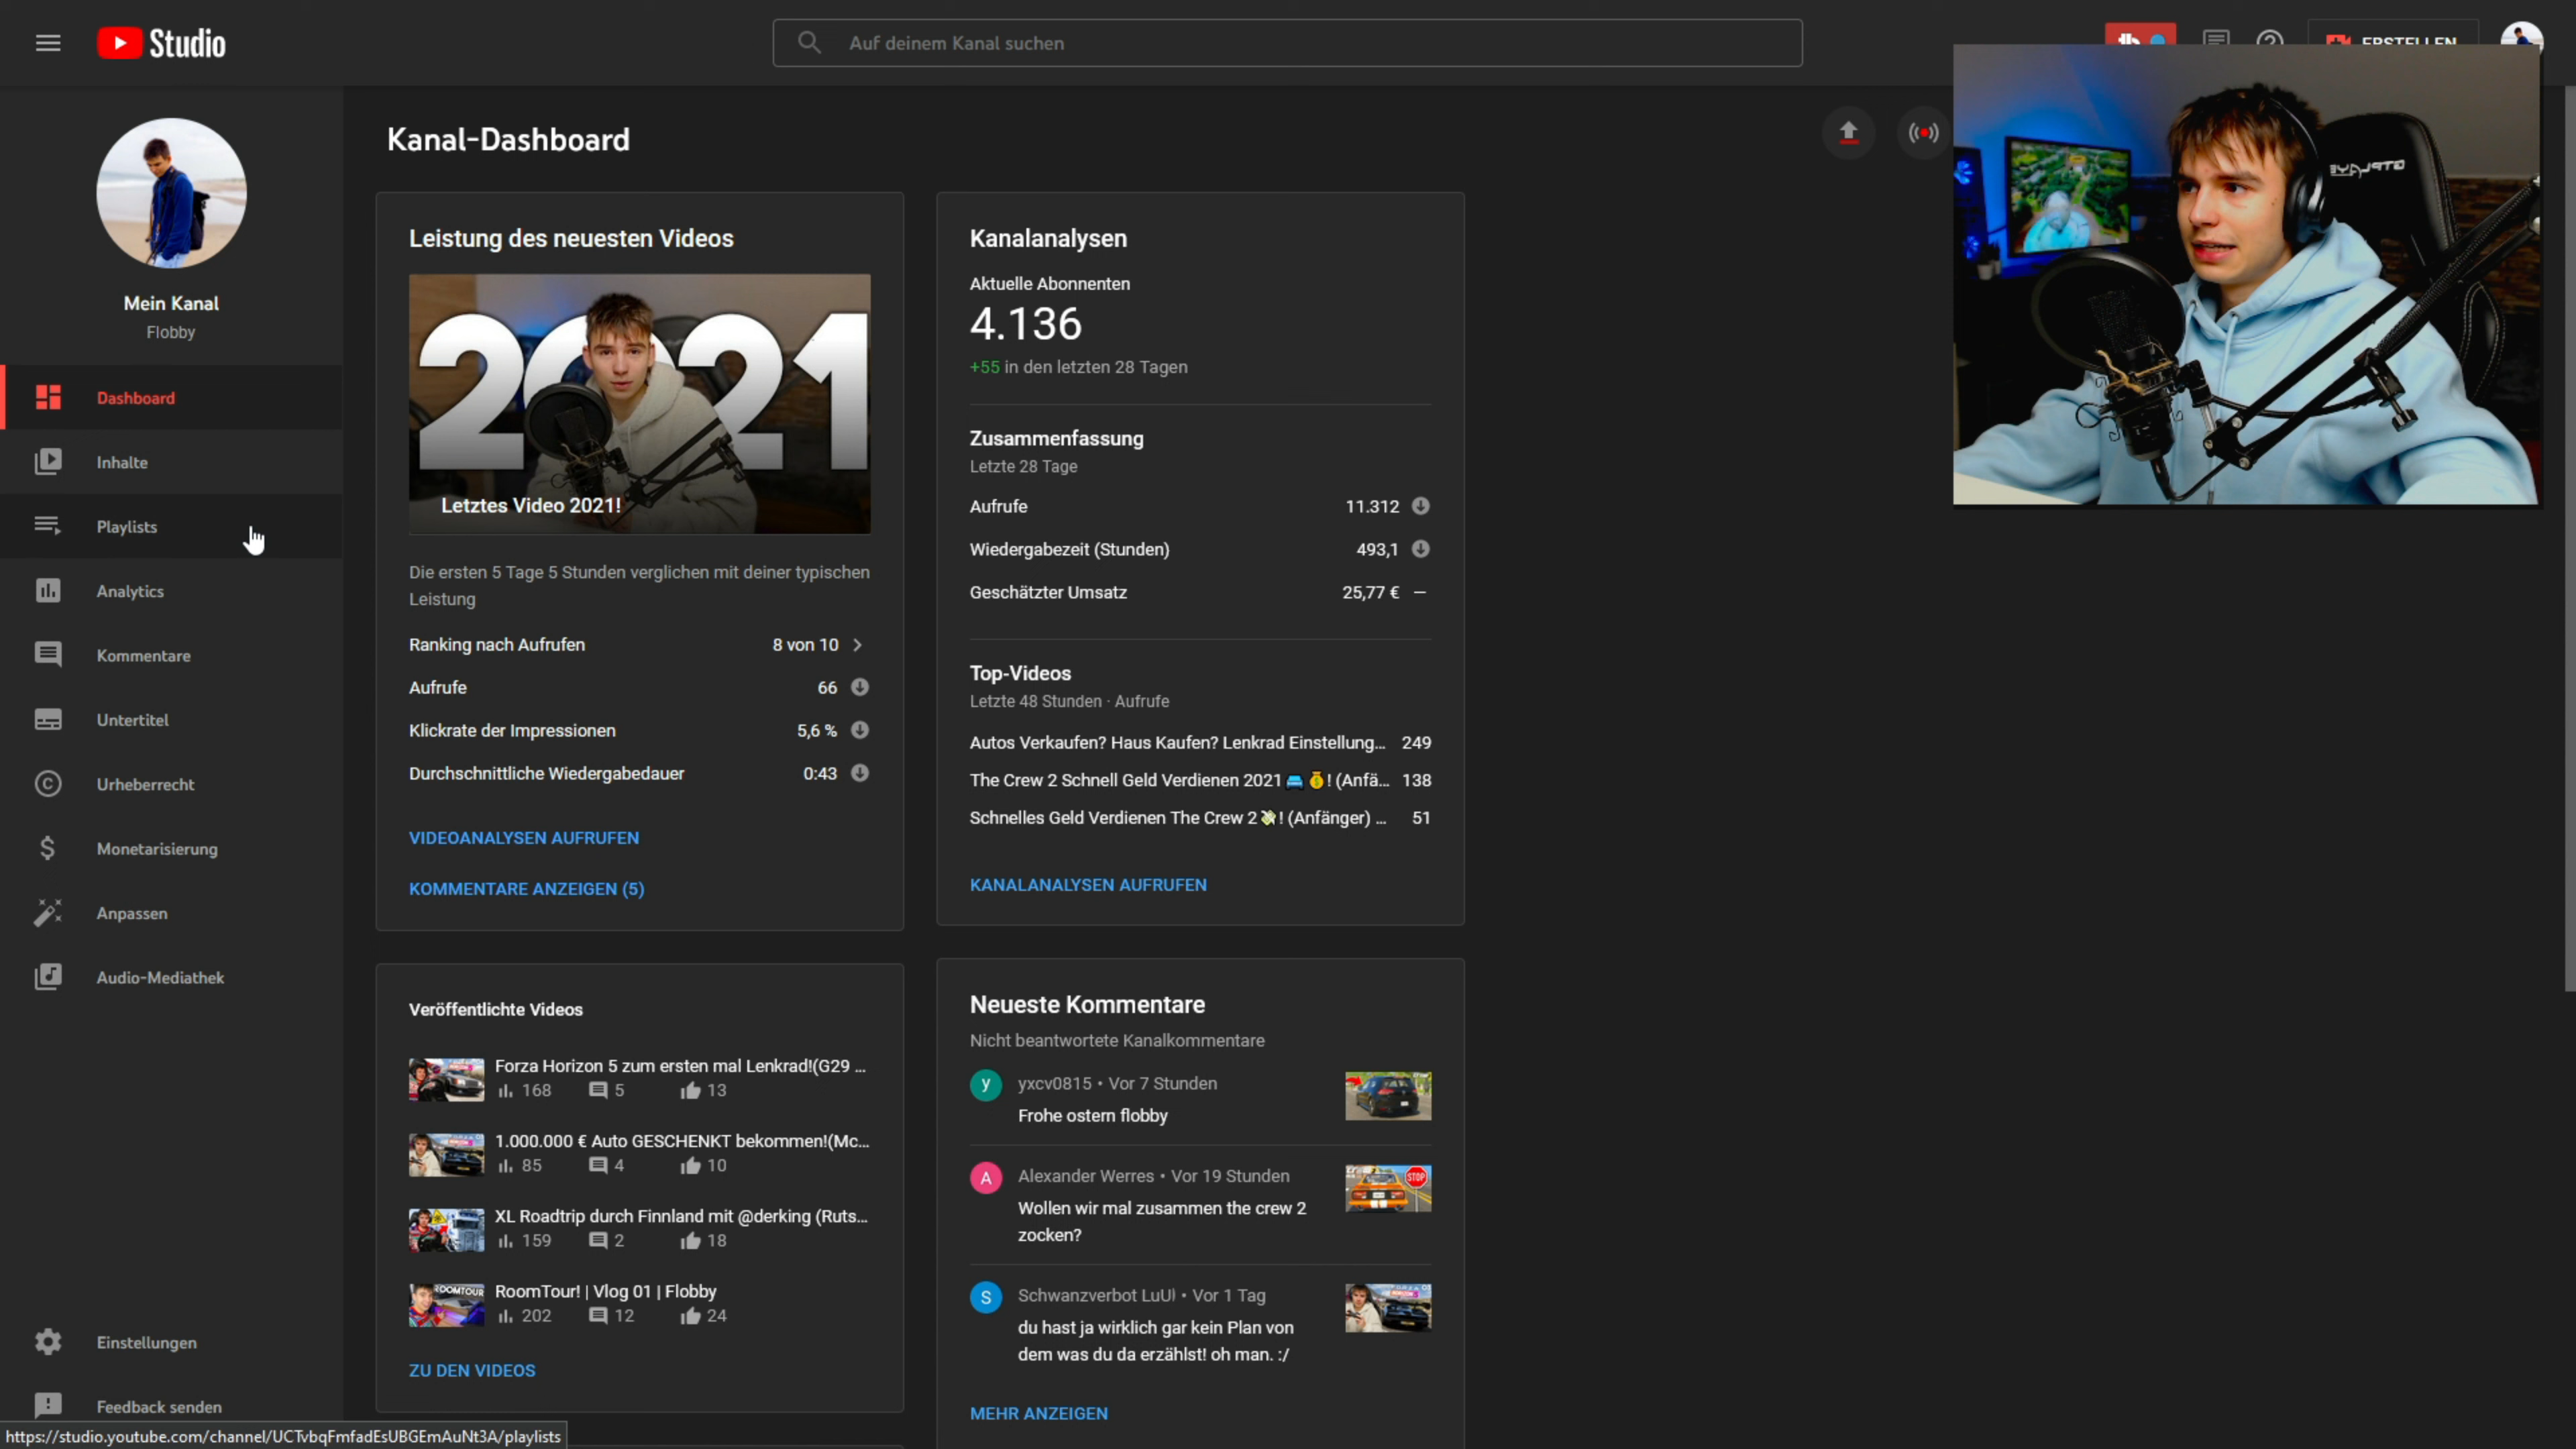 Studio
Auf deinem Kanal suchen
ERSTELLEN
Kanal-Dashboard
Mein Kanal
Flobby
Dashboard
Inhalte
Playlists
Analytics
Kommentare
Untertitel
Urheberrecht
Monetarisierung
Anpassen
Audio-Mediathek
Einstellungen
Feedback senden
https://studio.youtube.com/channel/UCTvbqFmfadEsUBGEmAuNt3A/playlists
Leistung des neuesten Videos
2021
Letztes Video 2021!
Die ersten 5 Tage 5 Stunden verglichen mit deiner typischen
Leistung
Ranking nach Aufrufen 8 von 10
Aufrufe 66
Klickrate der Impressionen 5,6 %
Durchschnittliche Wiedergabedauer 0:43
VIDEOANALYSEN AUFRUFEN
KOMMENTARE ANZEIGEN (5)
Veröffentlichte Videos
Forza Horizon 5 zum ersten mal Lenkrad!(G29 ...
168 5 13
1.000.000 € Auto GESCHENKT bekommen!(Mc...
85 4 10
XL Roadtrip durch Finnland mit @derking (Ruts...
159 2 18
ROOMTOUR
RoomTour! | Vlog 01 | Flobby
202 12 24
ZU DEN VIDEOS
Kanalanalysen
Aktuelle Abonnenten
4.136
+55 in den letzten 28 Tagen
Zusammenfassung
Letzte 28 Tage
Aufrufe 11.312
Wiedergabezeit (Stunden) 493,1
Geschätzter Umsatz 25,77 € —
Top-Videos
Letzte 48 Stunden · Aufrufe
Autos Verkaufen? Haus Kaufen? Lenkrad Einstellung... 249
The Crew 2 Schnell Geld Verdienen 2021 🚘💰! (Anfä... 138
Schnelles Geld Verdienen The Crew 2💸! (Anfänger) ... 51
KANALANALYSEN AUFRUFEN
Neueste Kommentare
Nicht beantwortete Kanalkommentare
y yxcv0815 • Vor 7 Stunden
Frohe ostern flobby
A Alexander Werres • Vor 19 Stunden
Wollen wir mal zusammen the crew 2
zocken?
STOP
S Schwanzverbot LuUl • Vor 1 Tag
du hast ja wirklich gar kein Plan von
dem was du da erzählst! oh man. :/
MEHR ANZEIGEN